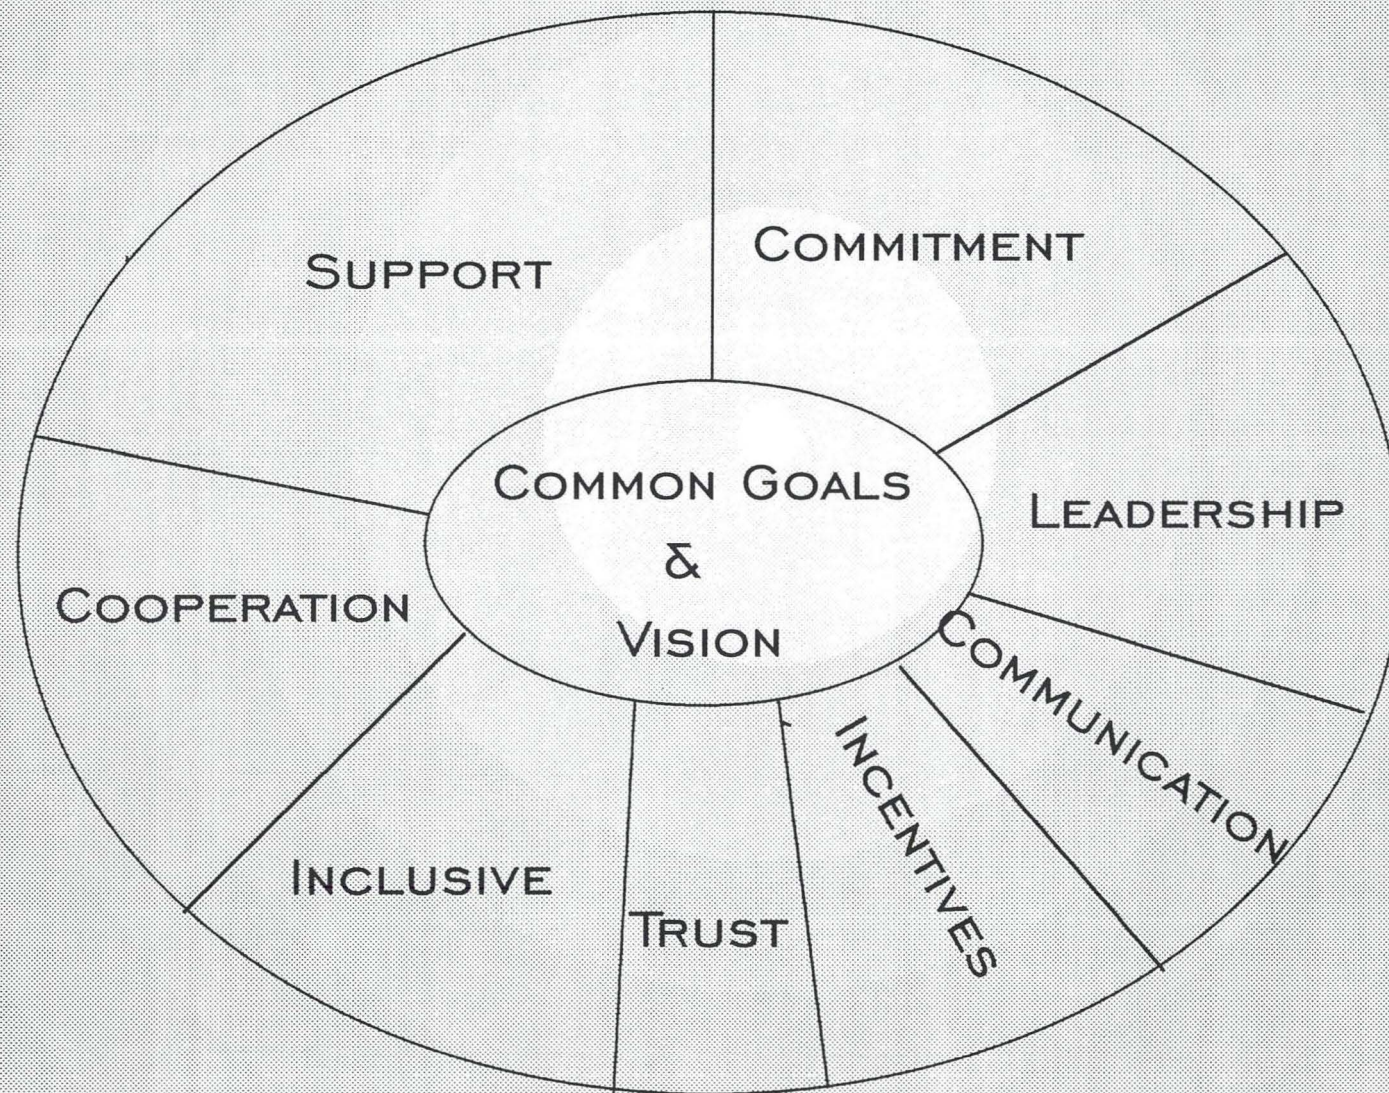 SUPPORT
COMMITMENT
COMMON GOALS
&
VISION
LEADERSHIP
COOPERATION
COMMUNICATION
INCENTIVES
INCLUSIVE
TRUST